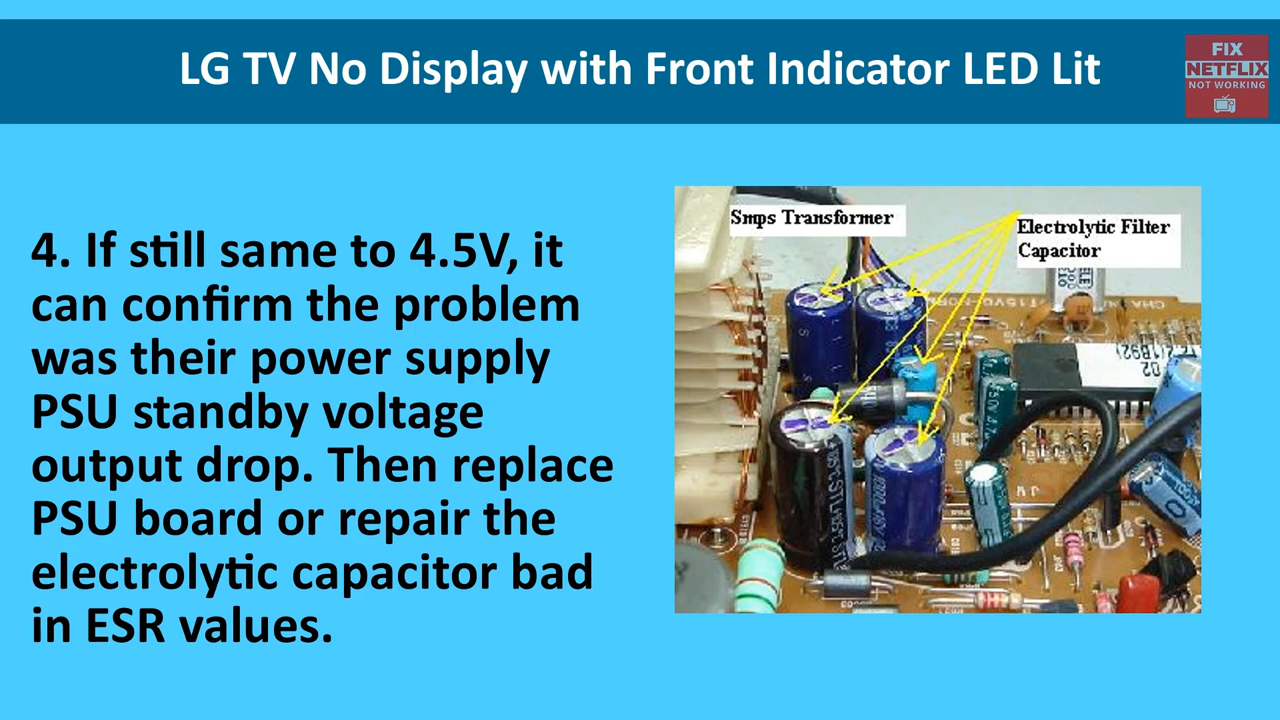 LG TV No Display with Front Indicator LED Lit
FIX
NETFLIX
NOT WORKING
4. If still same to 4.5V, it
can confirm the problem
was their power supply
PSU standby voltage
output drop. Then replace
PSU board or repair the
electrolytic capacitor bad
in ESR values.
Smps Transformer
Electrolytic Filter
Capacitor